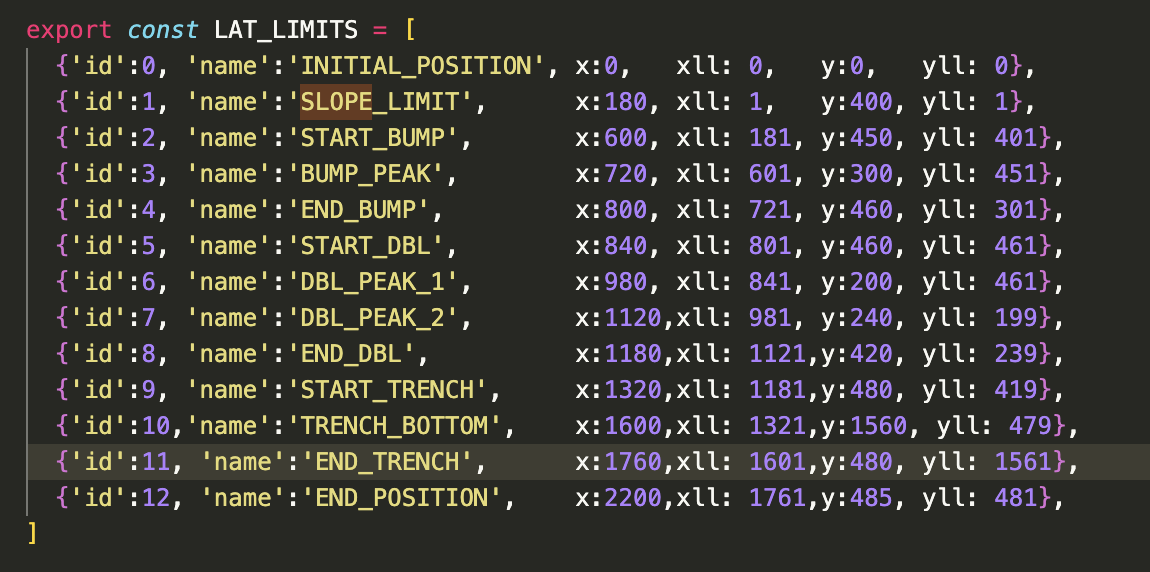 export const LAT_LIMITS = [
  {'id':0, 'name':'INITIAL_POSITION', x:0,   xll: 0,   y:0,   yll: 0},
  {'id':1, 'name':'SLOPE_LIMIT',      x:180, xll: 1,   y:400, yll: 1},
  {'id':2, 'name':'START_BUMP',       x:600, xll: 181, y:450, yll: 401},
  {'id':3, 'name':'BUMP_PEAK',        x:720, xll: 601, y:300, yll: 451},
  {'id':4, 'name':'END_BUMP',         x:800, xll: 721, y:460, yll: 301},
  {'id':5, 'name':'START_DBL',        x:840, xll: 801, y:460, yll: 461},
  {'id':6, 'name':'DBL_PEAK_1',       x:980, xll: 841, y:200, yll: 461},
  {'id':7, 'name':'DBL_PEAK_2',       x:1120,xll: 981, y:240, yll: 199},
  {'id':8, 'name':'END_DBL',          x:1180,xll: 1121,y:420, yll: 239},
  {'id':9, 'name':'START_TRENCH',     x:1320,xll: 1181,y:480, yll: 419},
  {'id':10,'name':'TRENCH_BOTTOM',    x:1600,xll: 1321,y:1560, yll: 479},
  {'id':11, 'name':'END_TRENCH',      x:1760,xll: 1601,y:480, yll: 1561},
  {'id':12, 'name':'END_POSITION',    x:2200,xll: 1761,y:485, yll: 481},
]